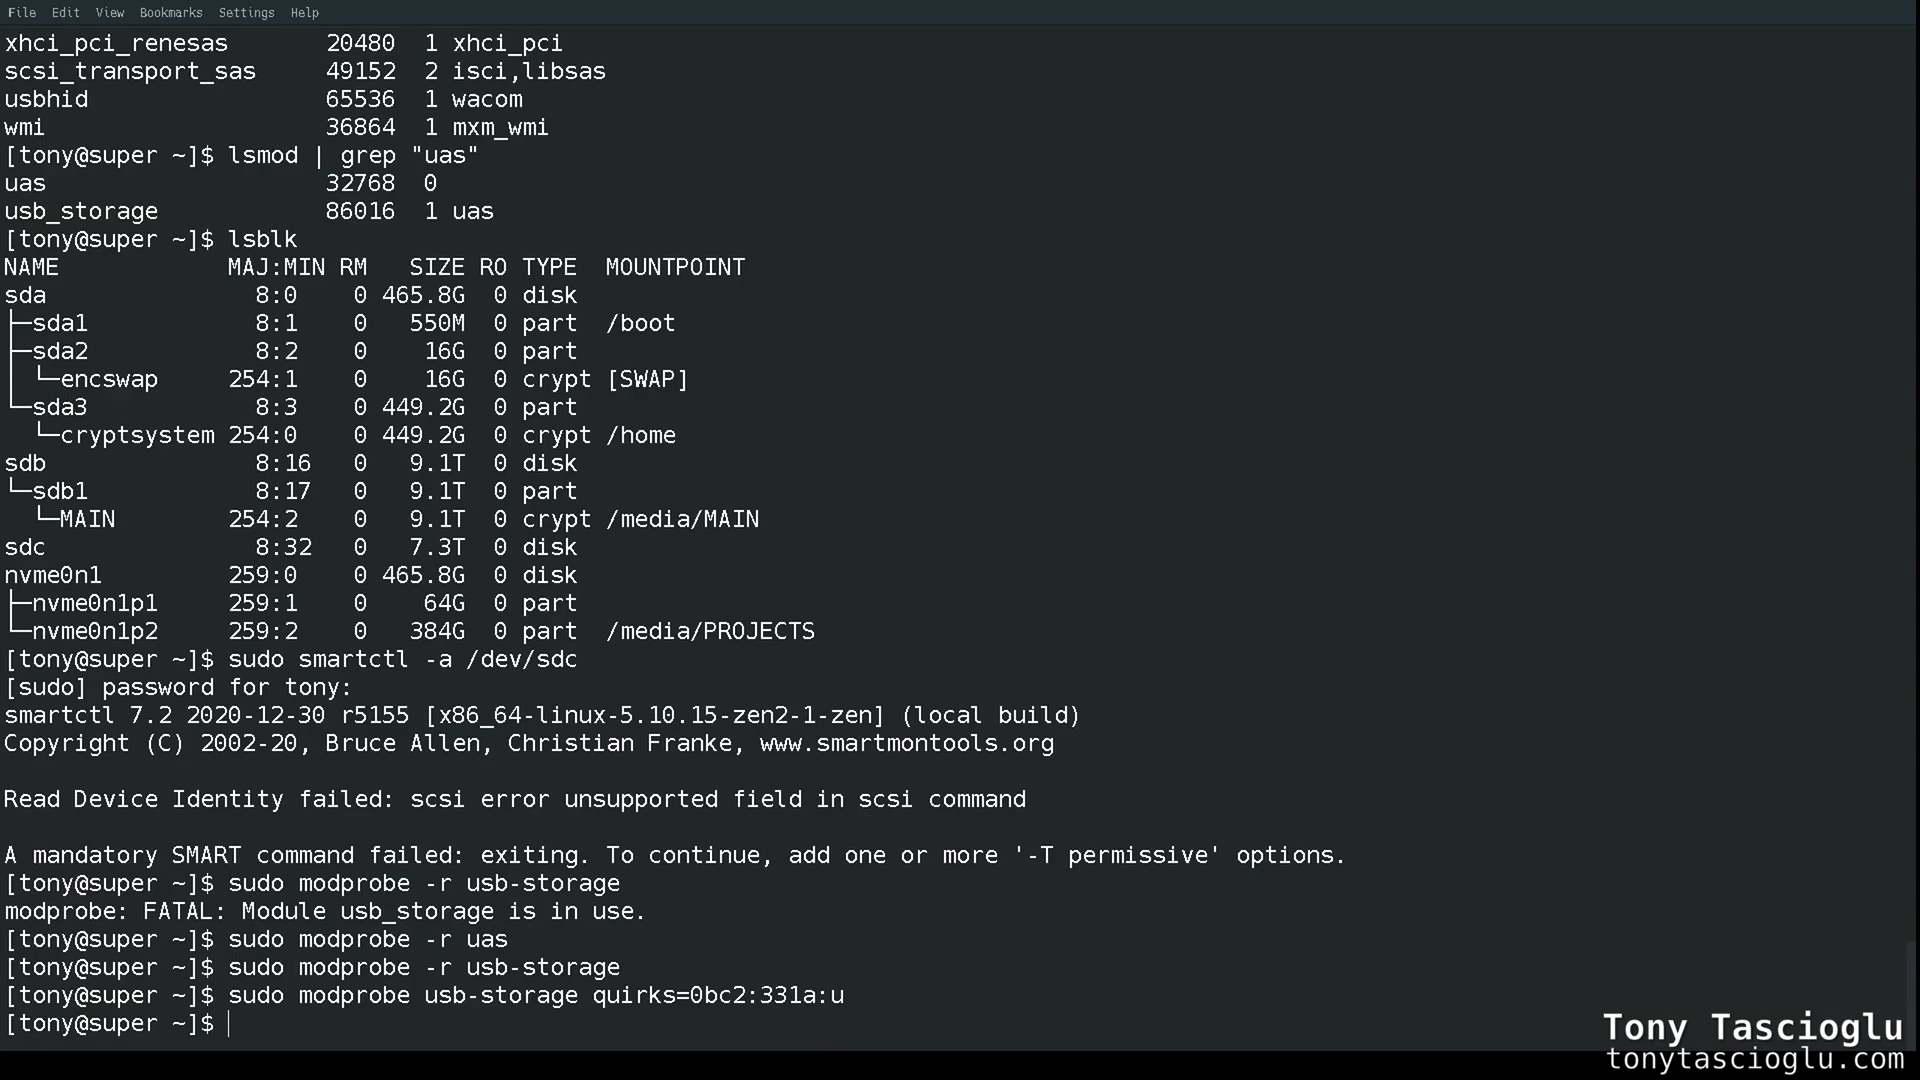 File Edit View Bookmarks Settings Help
xhci_pci_renesas       20480  1 xhci_pci
scsi_transport_sas     49152  2 isci,libsas
usbhid                 65536  1 wacom
wmi                    36864  1 mxm_wmi
[tony@super ~]$ lsmod | grep "uas"
uas                    32768  0
usb_storage            86016  1 uas
[tony@super ~]$ lsblk
NAME            MAJ:MIN RM   SIZE RO TYPE  MOUNTPOINT
sda               8:0    0 465.8G  0 disk
├─sda1            8:1    0   550M  0 part  /boot
├─sda2            8:2    0    16G  0 part
│ └─encswap     254:1    0    16G  0 crypt [SWAP]
└─sda3            8:3    0 449.2G  0 part
  └─cryptsystem 254:0    0 449.2G  0 crypt /home
sdb               8:16   0   9.1T  0 disk
└─sdb1            8:17   0   9.1T  0 part
  └─MAIN        254:2    0   9.1T  0 crypt /media/MAIN
sdc               8:32   0   7.3T  0 disk
nvme0n1         259:0    0 465.8G  0 disk
├─nvme0n1p1     259:1    0    64G  0 part
└─nvme0n1p2     259:2    0   384G  0 part  /media/PROJECTS
[tony@super ~]$ sudo smartctl -a /dev/sdc
[sudo] password for tony:
smartctl 7.2 2020-12-30 r5155 [x86_64-linux-5.10.15-zen2-1-zen] (local build)
Copyright (C) 2002-20, Bruce Allen, Christian Franke, www.smartmontools.org
Read Device Identity failed: scsi error unsupported field in scsi command
A mandatory SMART command failed: exiting. To continue, add one or more '-T permissive' options.
[tony@super ~]$ sudo modprobe -r usb-storage
modprobe: FATAL: Module usb_storage is in use.
[tony@super ~]$ sudo modprobe -r uas
[tony@super ~]$ sudo modprobe -r usb-storage
[tony@super ~]$ sudo modprobe usb-storage quirks=0bc2:331a:u
[tony@super ~]$
Tony Tascioglu
tonytascioglu.com